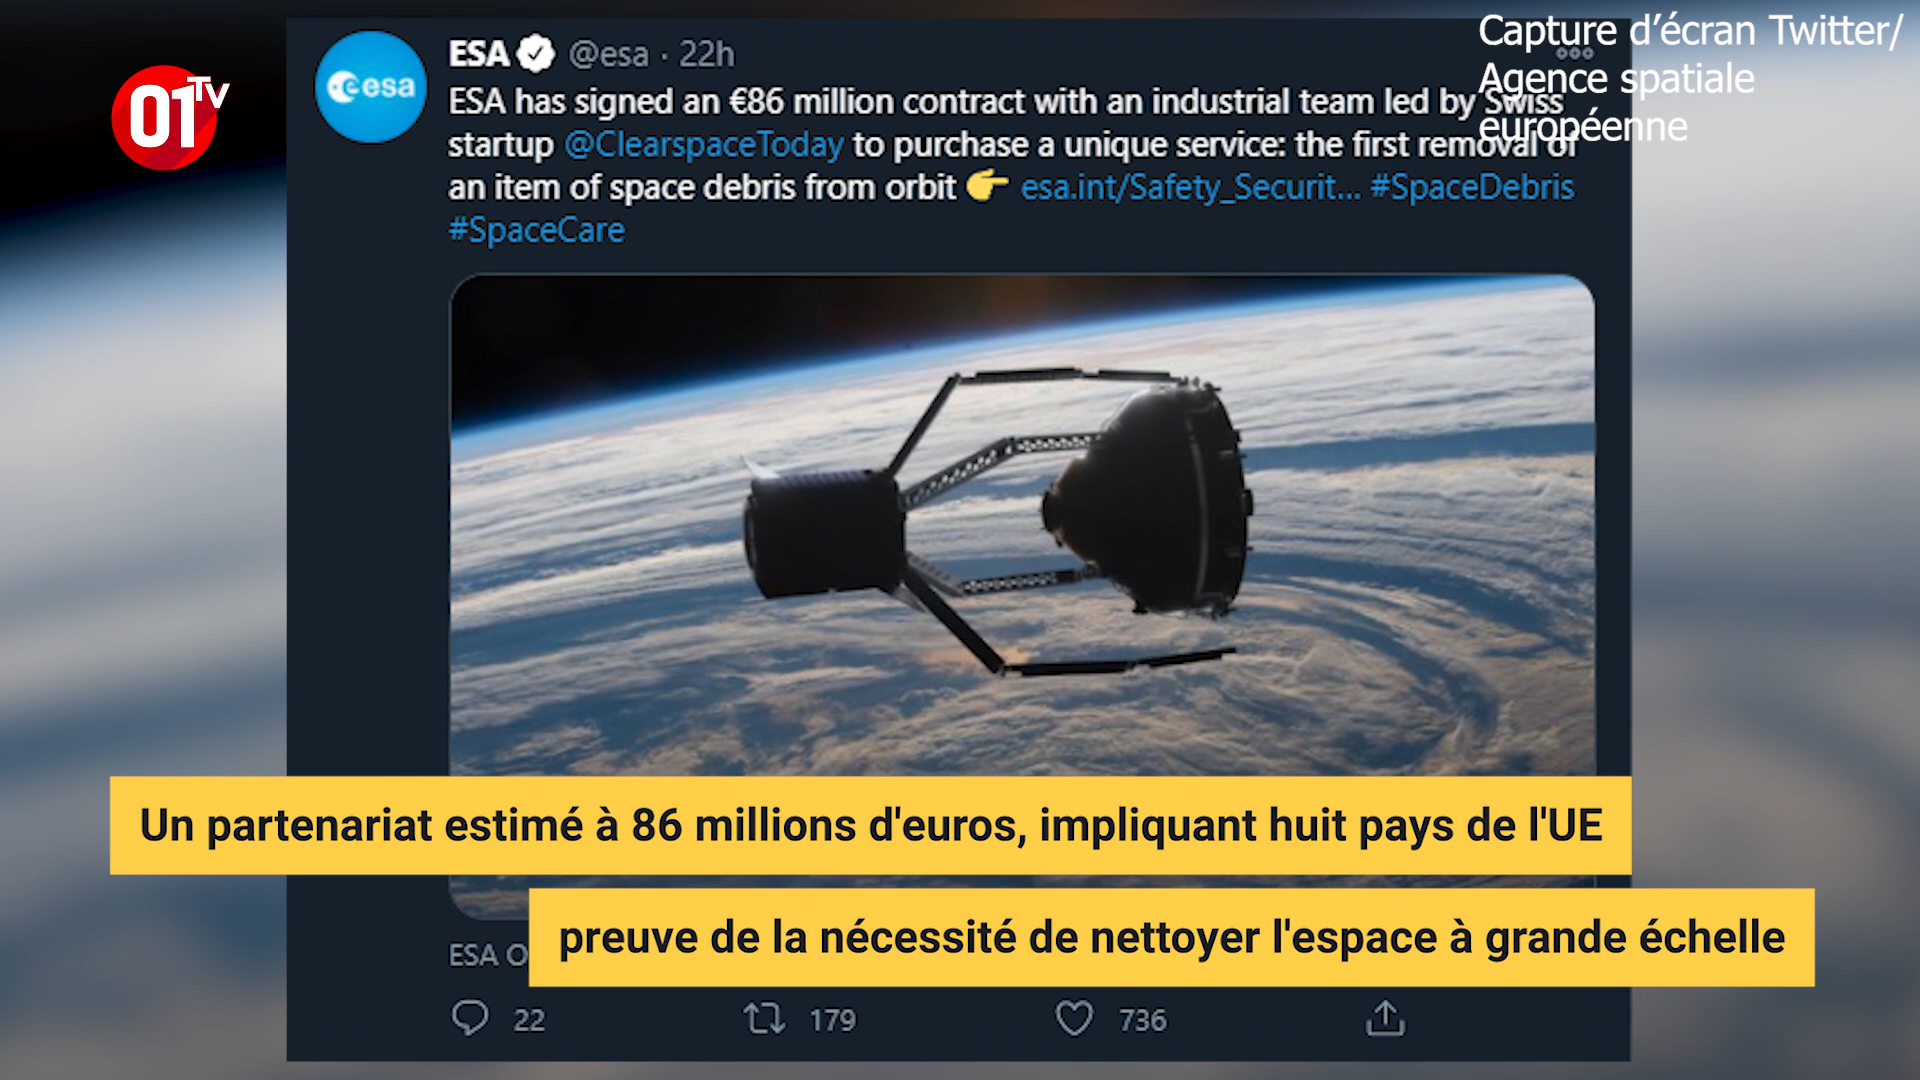 01TV
Capture d’écran Twitter/
Agence spatiale
européenne
esa
ESA @esa · 22h
ESA has signed an €86 million contract with an industrial team led by Swiss
startup @ClearspaceToday to purchase a unique service: the first removal of
an item of space debris from orbit 👉 esa.int/Safety_Securit... #SpaceDebris
#SpaceCare
Un partenariat estimé à 86 millions d'euros, impliquant huit pays de l'UE
preuve de la nécessité de nettoyer l'espace à grande échelle
ESA O
22 179 736